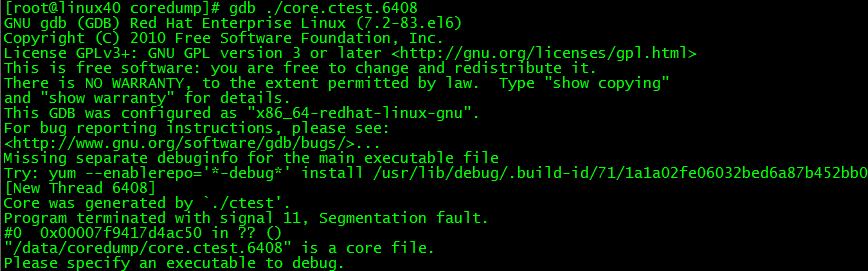 [root@linux40 coredump]# gdb ./core.ctest.6408
GNU gdb (GDB) Red Hat Enterprise Linux (7.2-83.el6)
Copyright (C) 2010 Free Software Foundation, Inc.
License GPLv3+: GNU GPL version 3 or later <http://gnu.org/licenses/gpl.html>
This is free software: you are free to change and redistribute it.
There is NO WARRANTY, to the extent permitted by law.  Type "show copying"
and "show warranty" for details.
This GDB was configured as "x86_64-redhat-linux-gnu".
For bug reporting instructions, please see:
<http://www.gnu.org/software/gdb/bugs/>...
Missing separate debuginfo for the main executable file
Try: yum --enablerepo='*-debug*' install /usr/lib/debug/.build-id/71/1a1a02fe06032bed6a87b452bb0
[New Thread 6408]
Core was generated by `./ctest'.
Program terminated with signal 11, Segmentation fault.
#0  0x00007f9417d4ac50 in ?? ()
"/data/coredump/core.ctest.6408" is a core file.
Please specify an executable to debug.